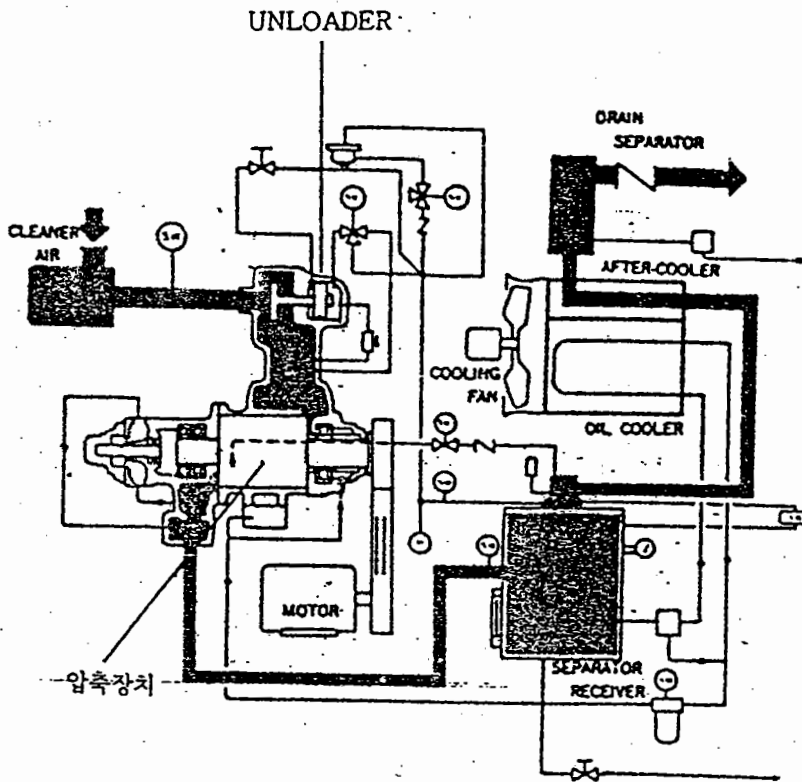 UNLOADER
DRAIN
SEPARATOR
CLEANER
AIR
AFTER-COOLER
COOLING
FAN
OIL COOLER
MOTOR
압축장치
SEPARATOR
RECEIVER